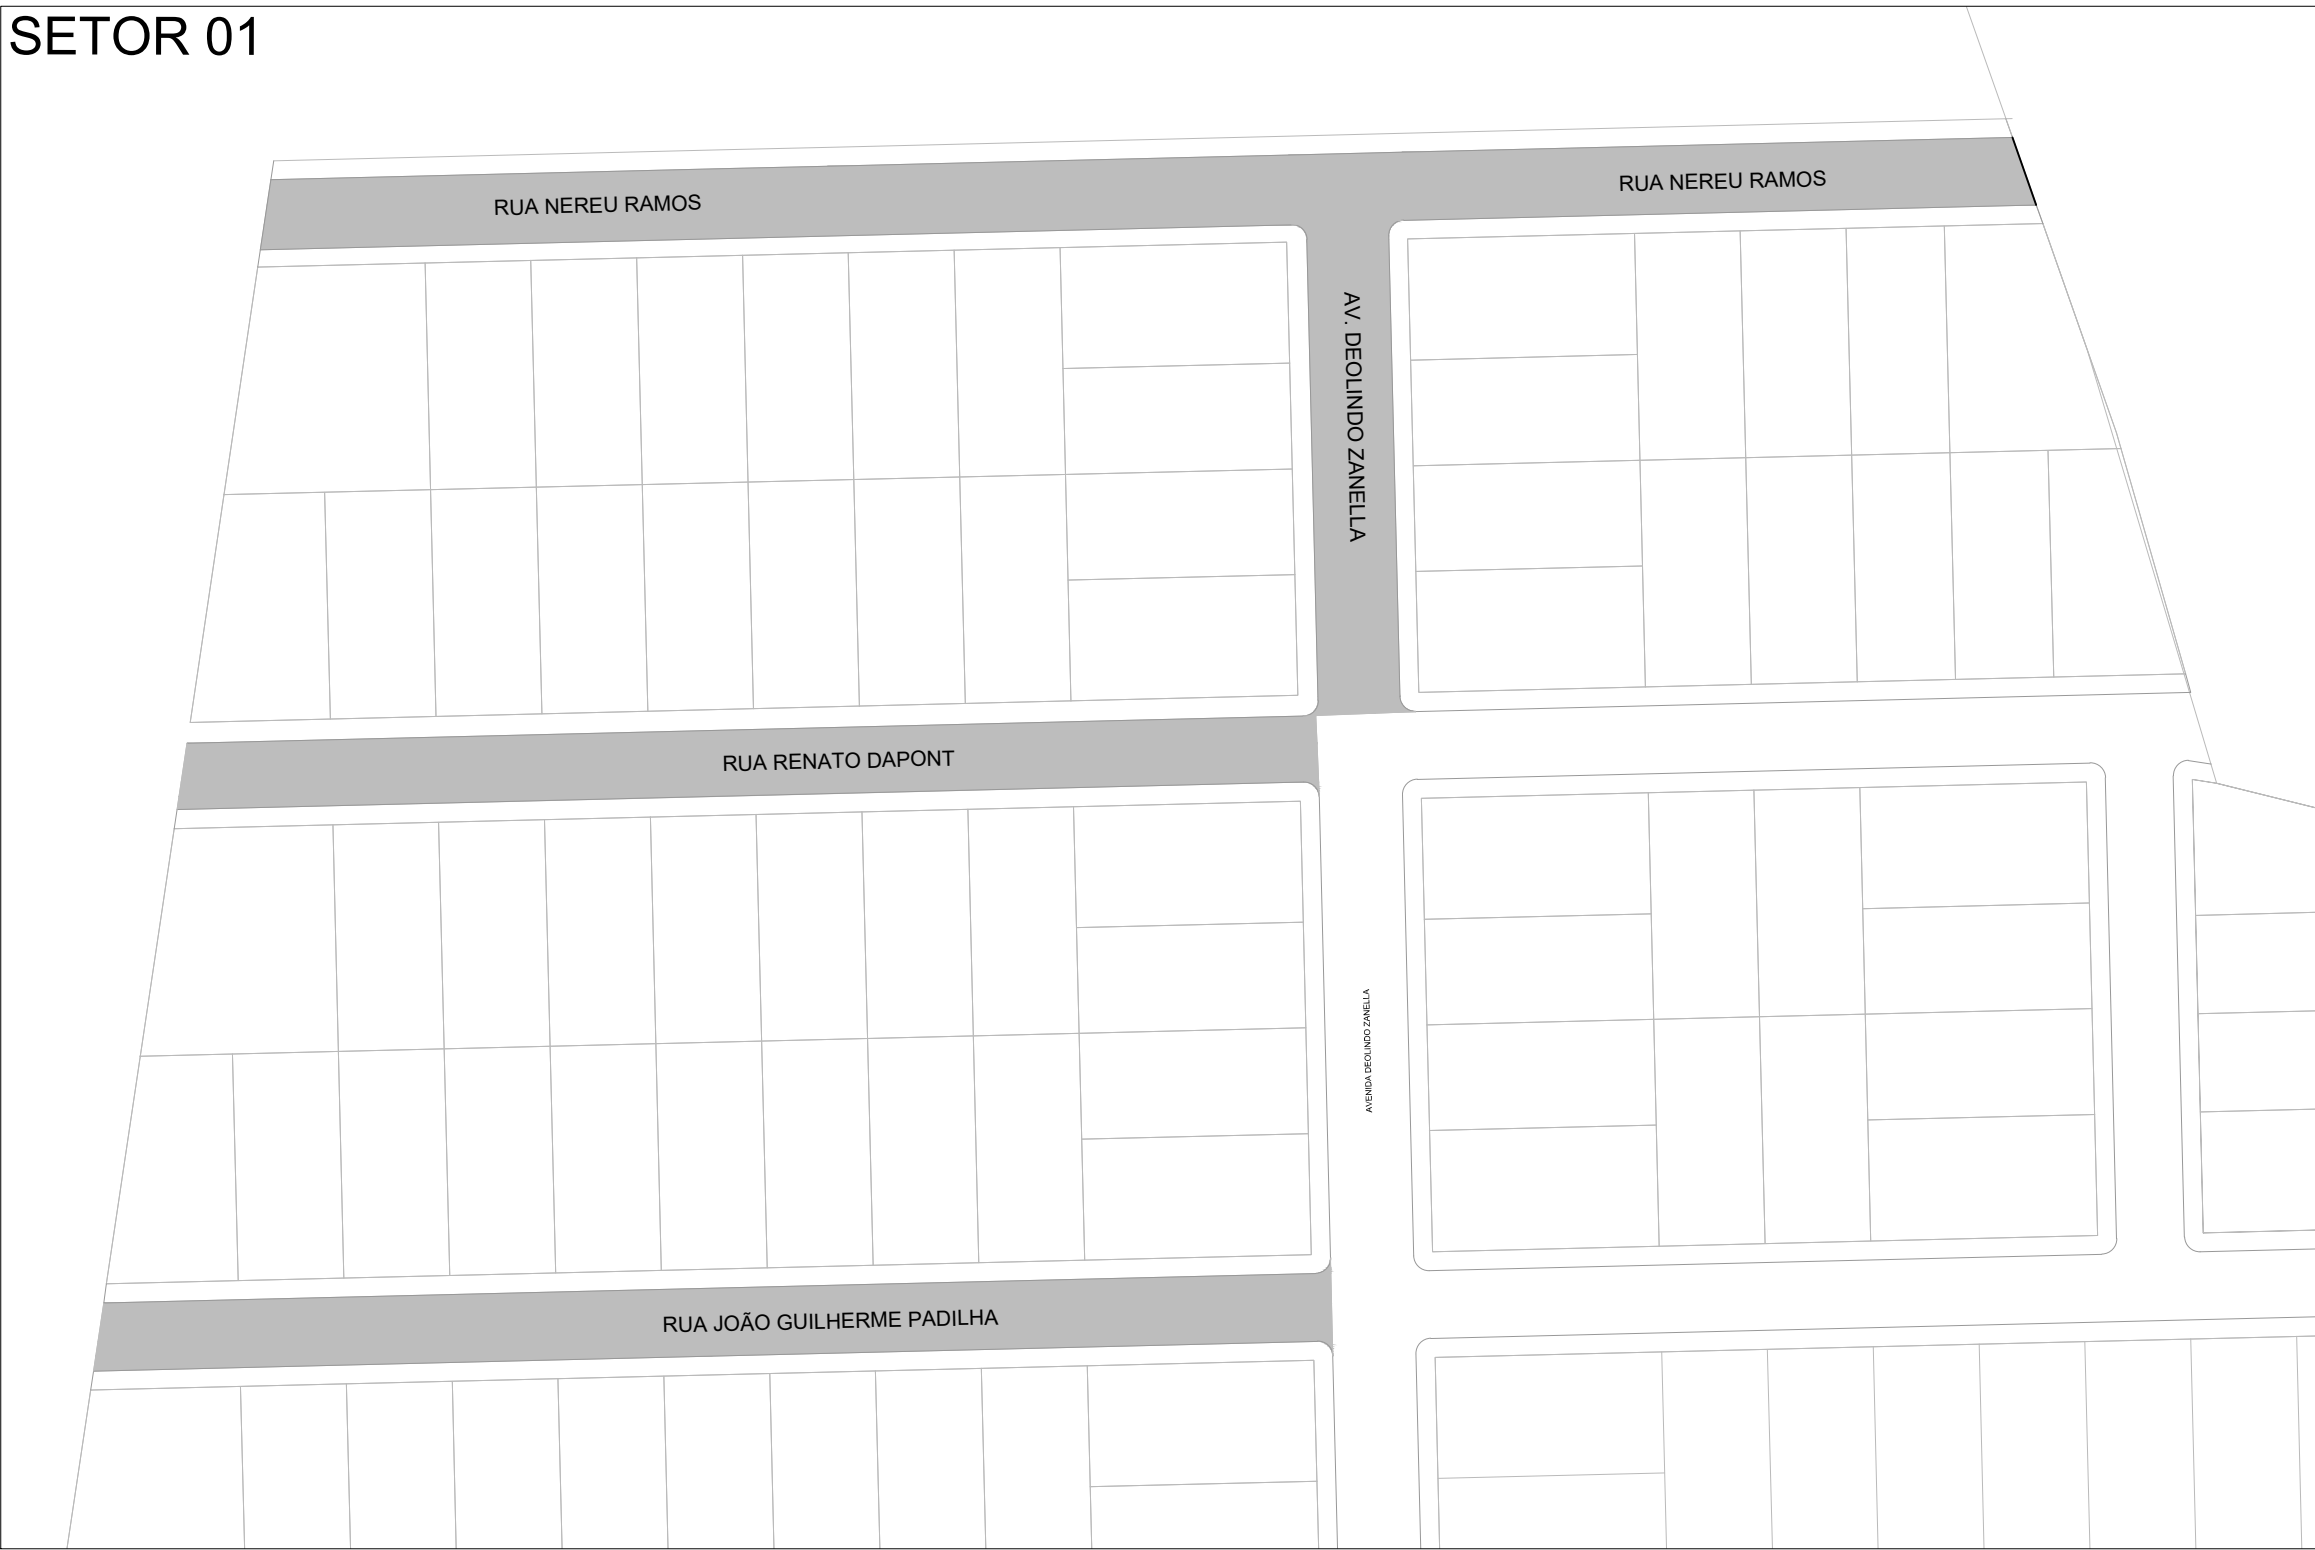 SETOR 01
RUA NEREU RAMOS
RUA NEREU RAMOS
AV. DEOLINDO ZANELLA
RUA RENATO DAPONT
AVENIDA DEOLINDO ZANELLA
RUA JOÃO GUILHERME PADILHA